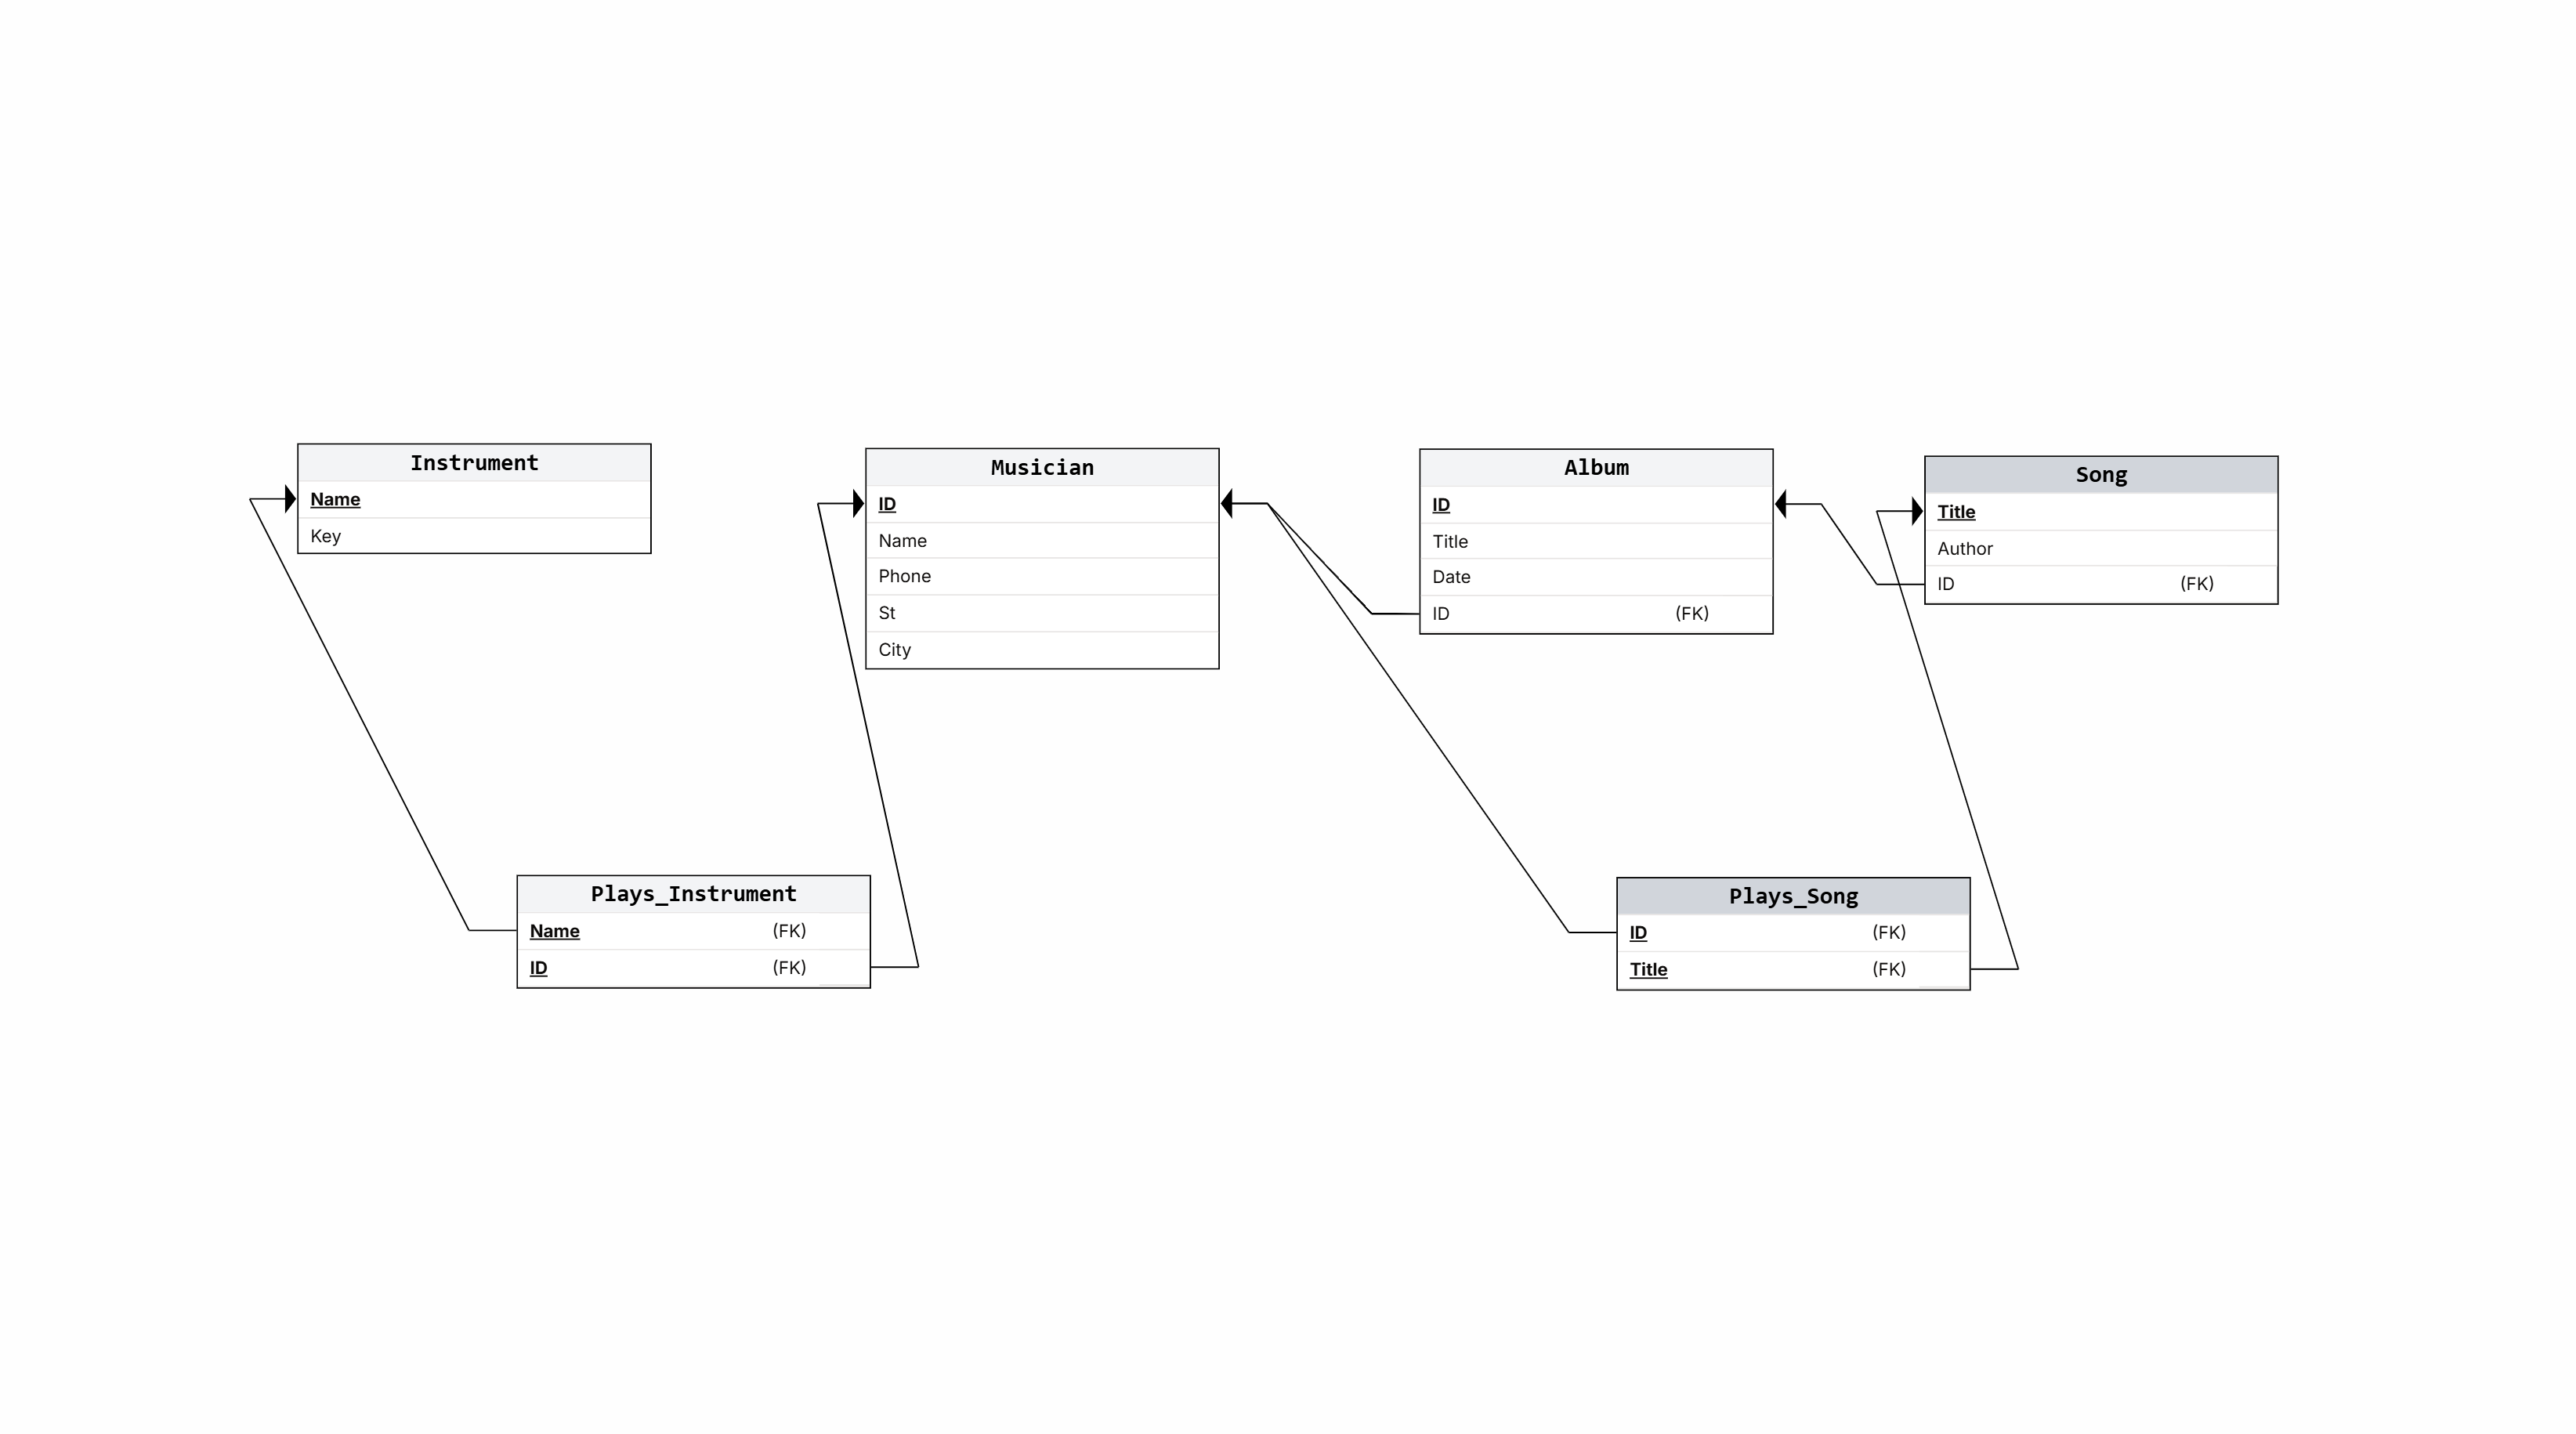 Instrument
Name
Key
Musician
ID
Name
Phone
St
City
Album
ID
Title
Date
ID (FK)
Song
Title
Author
ID (FK)
Plays_Instrument
Name (FK)
ID (FK)
Plays_Song
ID (FK)
Title (FK)